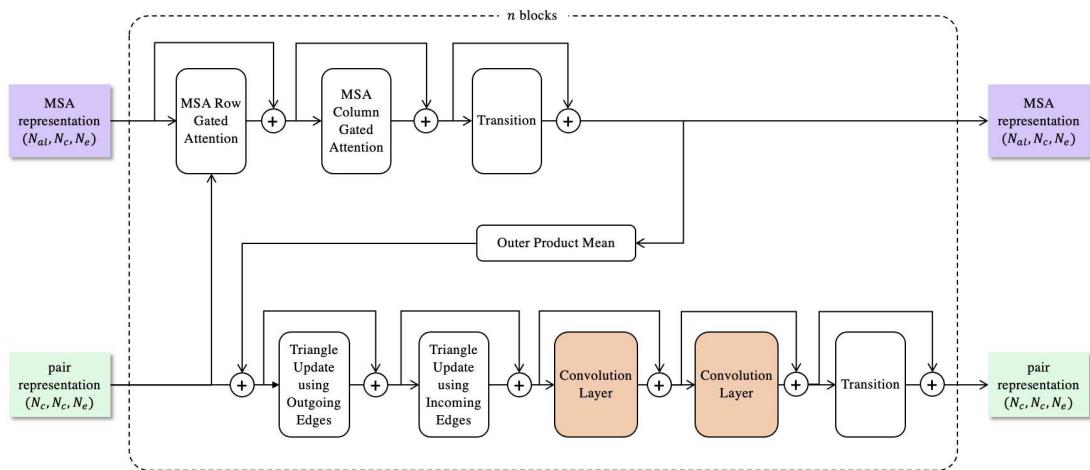 n blocks
MSA
representation
(N_al, N_c, N_e)
MSA Row
Gated
Attention
+
MSA
Column
Gated
Attention
+
Transition
+
MSA
representation
(N_al, N_c, N_e)
Outer Product Mean
pair
representation
(N_c, N_c, N_e)
+
Triangle
Update
using
Outgoing
Edges
+
Triangle
Update
using
Incoming
Edges
+
Convolution
Layer
+
Convolution
Layer
+
Transition
+
pair
representation
(N_c, N_c, N_e)